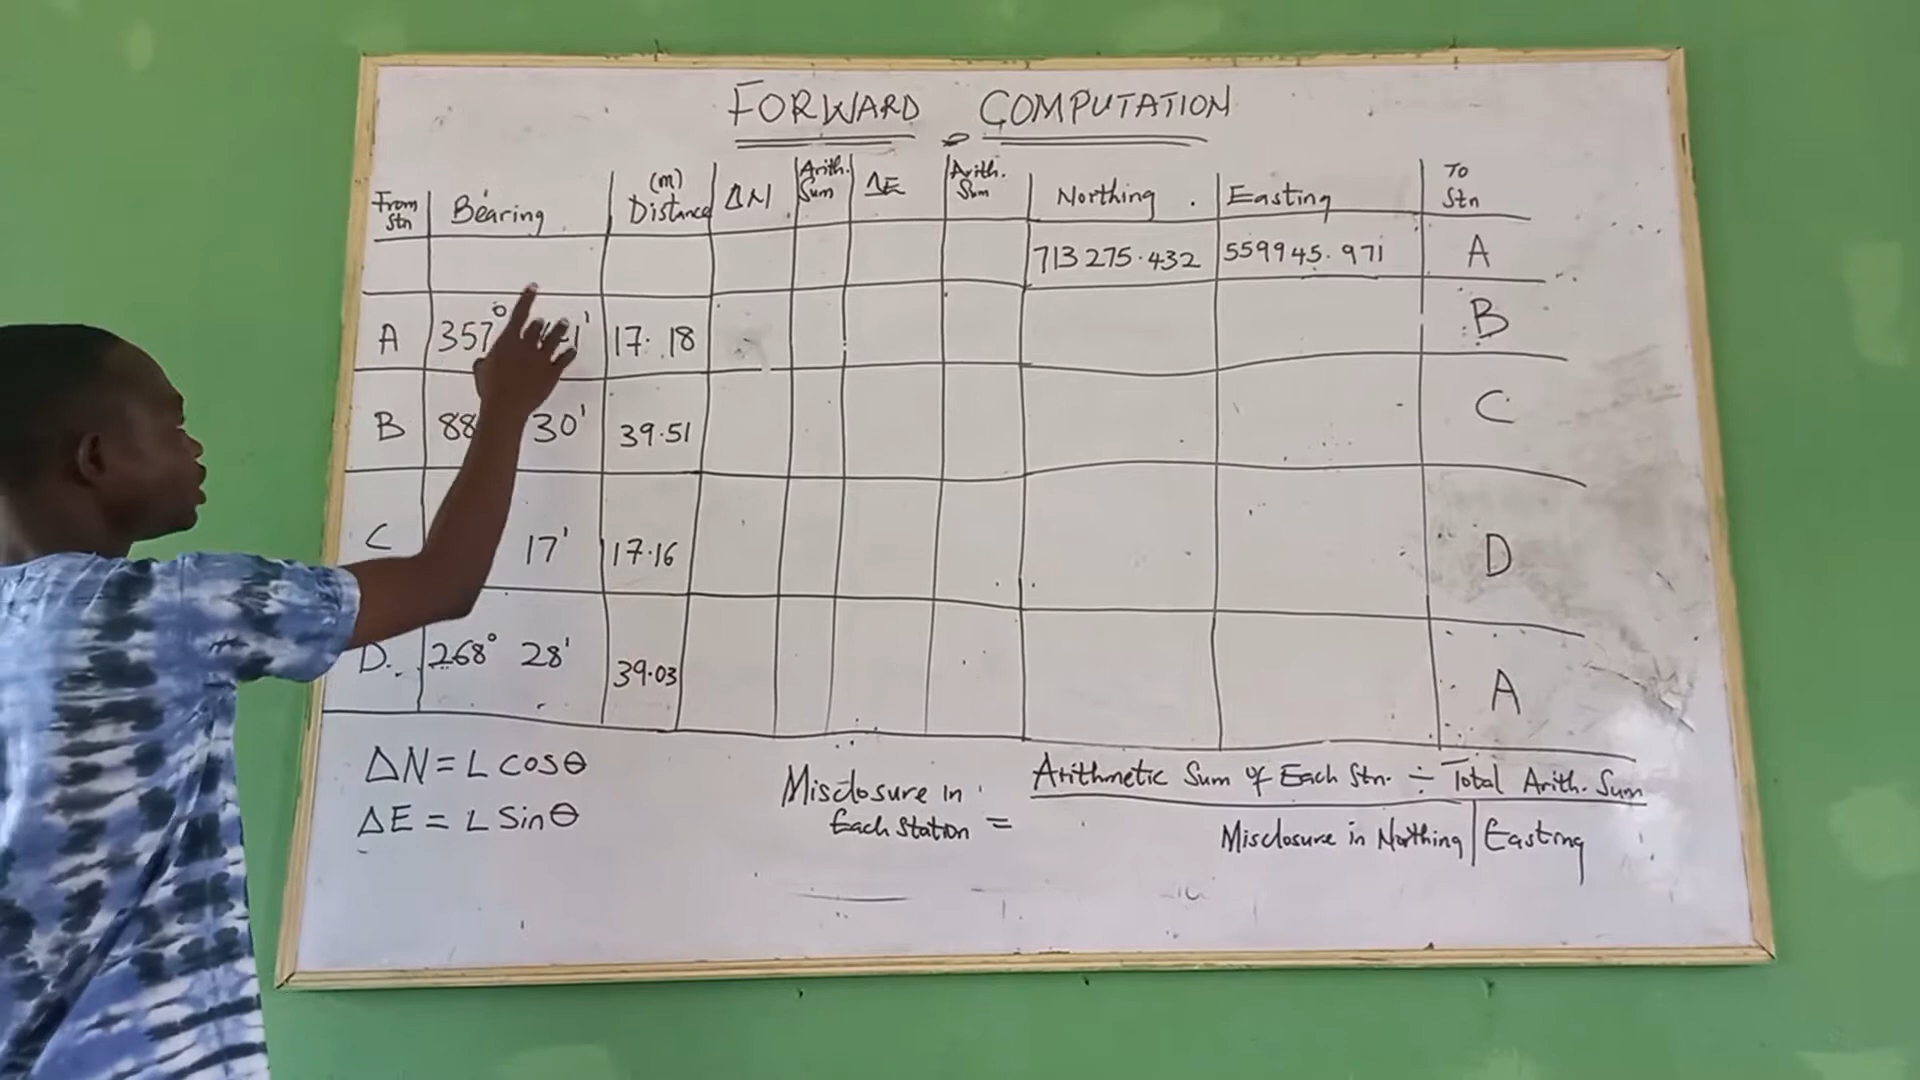 FORWARD COMPUTATION
From Stn Bearing (m) Distance ΔN Arith. Sum ΔE Arith. Sum Northing Easting To Stn
713275.432 559945.971 A
A 357° 17.18 B
B 88 30' 39.51 C
C 17' 17.16 D
D. 268° 28' 39.03 A
ΔN = L cosθ
ΔE = L Sinθ
Misclosure in Each Station = Arithmetic Sum of Each Stn. ÷ Total Arith. Sum
Misclosure in Northing | Easting